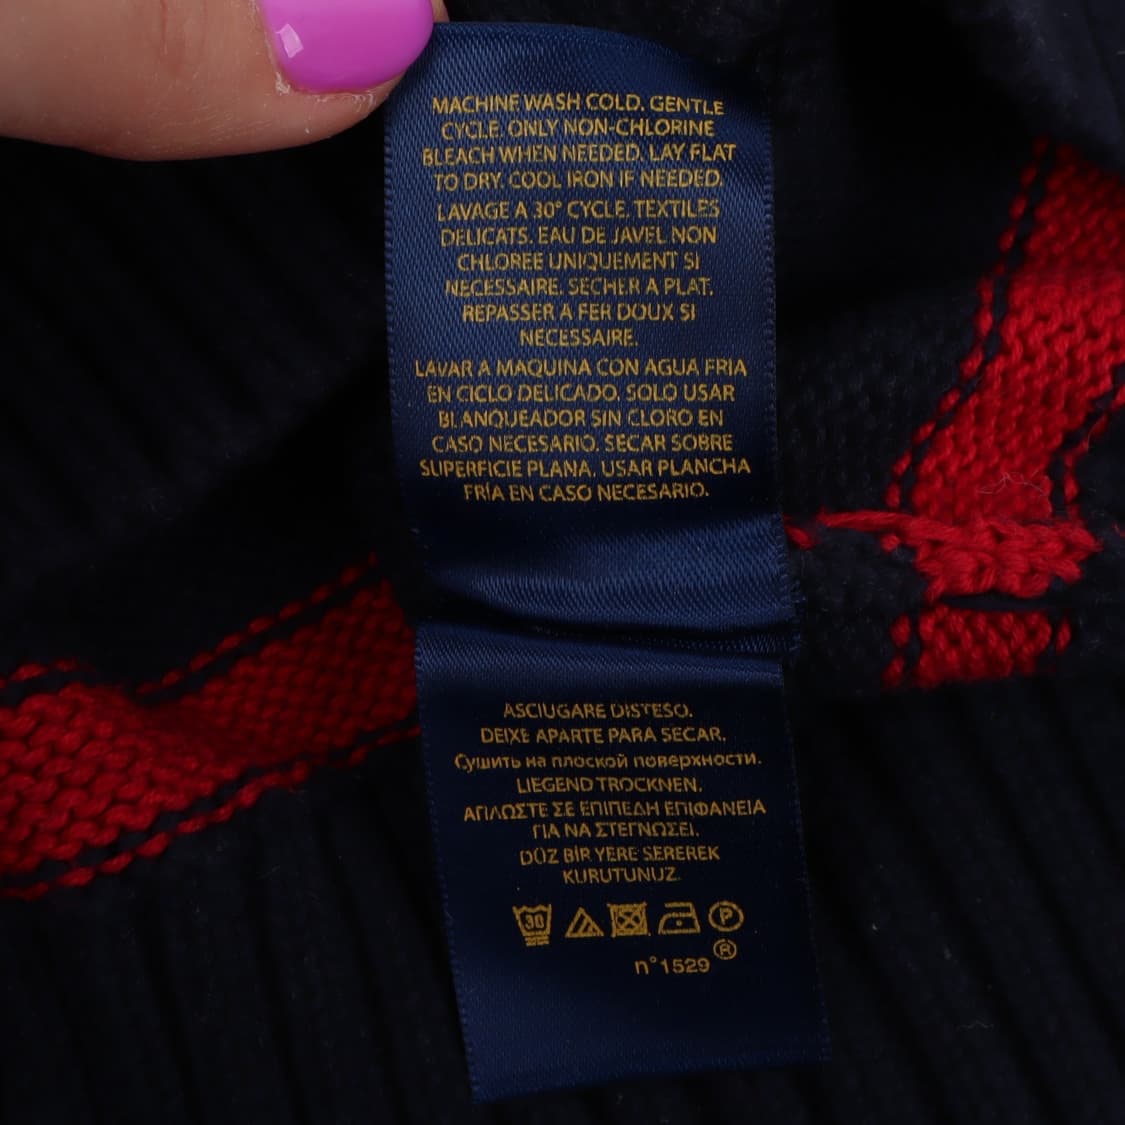 MACHINE WASH COLD. GENTLE
CYCLE. ONLY NON-CHLORINE
BLEACH WHEN NEEDED. LAY FLAT
TO DRY. COOL IRON IF NEEDED.
LAVAGE A 30° CYCLE. TEXTILES
DELICATS. EAU DE JAVEL NON
CHLOREE UNIQUEMENT SI
NECESSAIRE. SECHER A PLAT.
REPASSER A FER DOUX SI
NECESSAIRE.
LAVAR A MAQUINA CON AGUA FRIA
EN CICLO DELICADO. SOLO USAR
BLANQUEADOR SIN CLORO EN
CASO NECESARIO. SECAR SOBRE
SUPERFICIE PLANA. USAR PLANCHA
FRÍA EN CASO NECESARIO.
ASCIUGARE DISTESO.
DEIXE APARTE PARA SECAR.
Сушить на плоской поверхности.
LIEGEND TROCKNEN.
ΑΠΛΩΣΤΕ ΣΕ ΕΠΙΠΕΔΗ ΕΠΙΦΑΝΕΙΑ
ΓΙΑ ΝΑ ΣΤΕΓΝΩΣΕΙ.
DÜZ BİR YERE SEREREK
KURUTUNUZ.
30 P
n°1529 ®